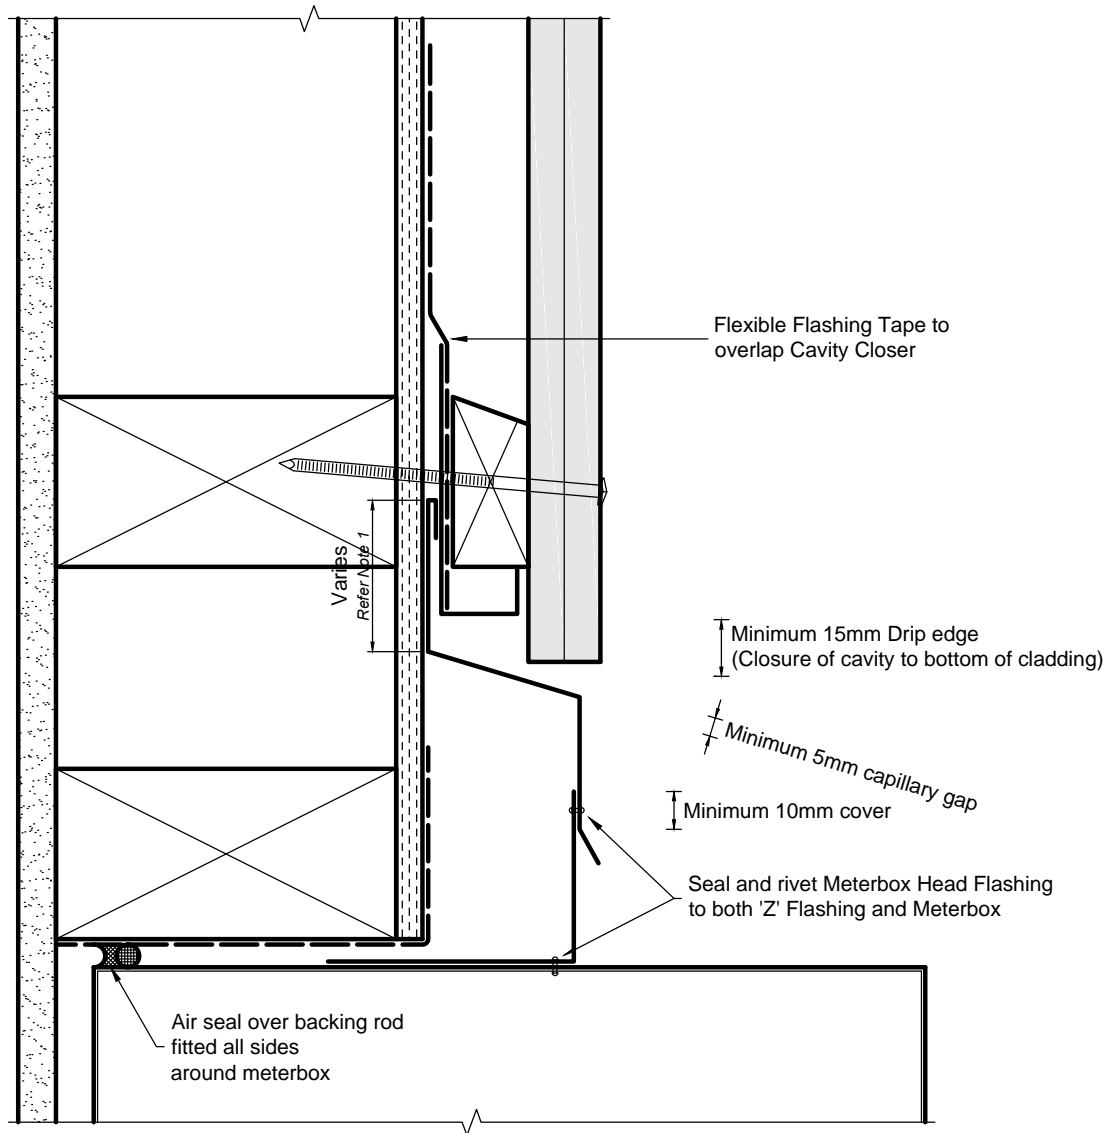 Flexible Flashing Tape to
overlap Cavity Closer
Varies
Refer Note 1
Minimum 15mm Drip edge
(Closure of cavity to bottom of cladding)
Minimum 5mm capillary gap
Minimum 10mm cover
Seal and rivet Meterbox Head Flashing
to both 'Z' Flashing and Meterbox
Air seal over backing rod
fitted all sides
around meterbox